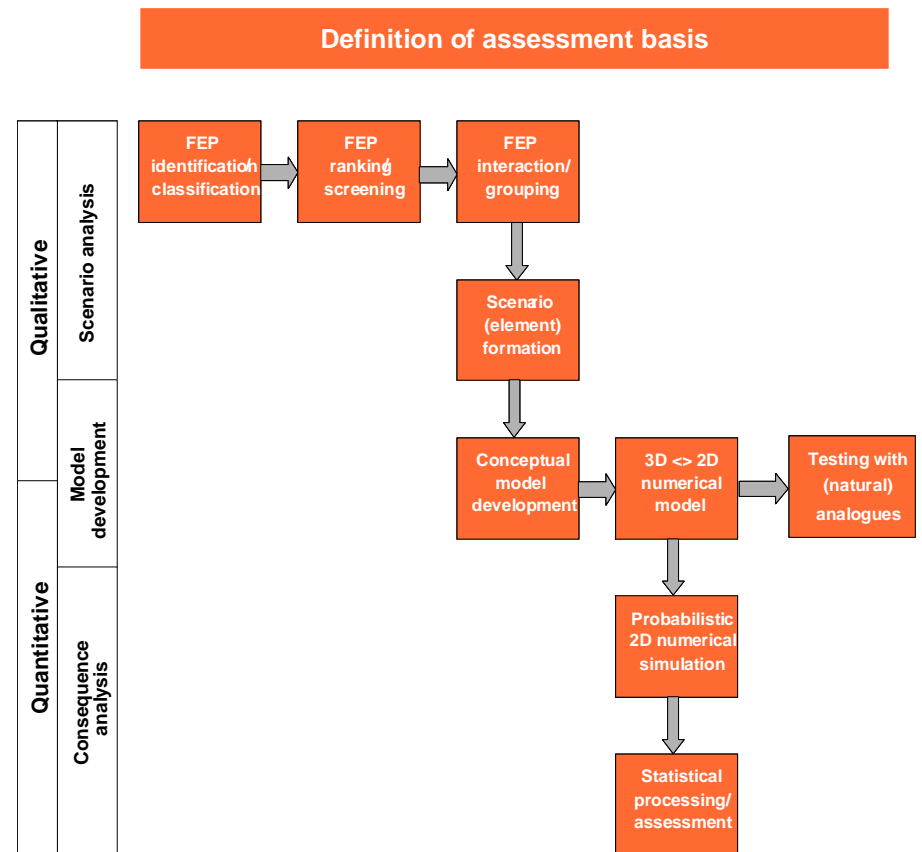 Definition of assessment basis
Qualitative
Quantitative
Scenario analysis
Model
development
Consequence
analysis
FEP
identification/
classification
FEP
ranking/
screening
FEP
interaction/
grouping
Scenario
(element)
formation
Conceptual
model
development
3D <> 2D
numerical
model
Testing with
(natural)
analogues
Probabilistic
2D numerical
simulation
Statistical
processing/
assessment